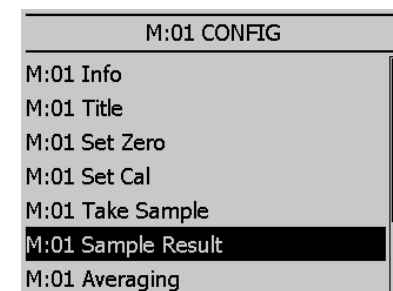 M:01 CONFIG
M:01 Info
M:01 Title
M:01 Set Zero
M:01 Set Cal
M:01 Take Sample
M:01 Sample Result
M:01 Averaging